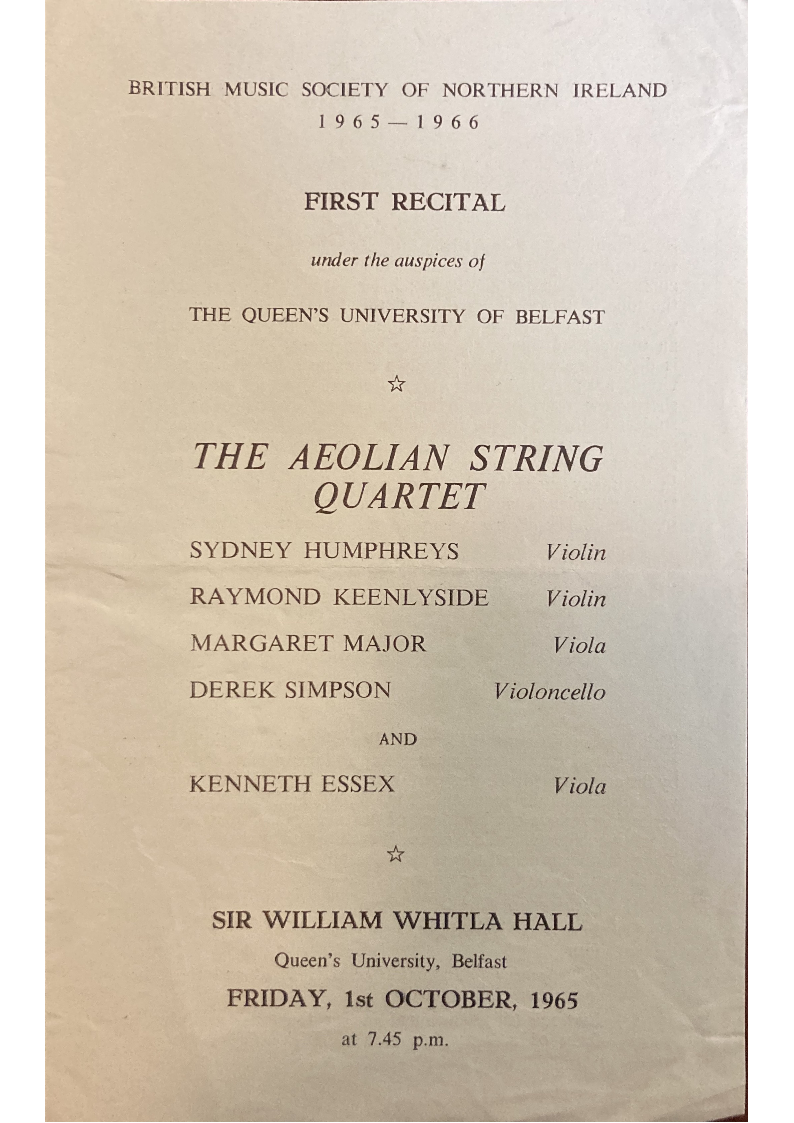 BRITISH MUSIC SOCIETY OF NORTHERN IRELAND
1965—1966
FIRST RECITAL
under the auspices of
THE QUEEN'S UNIVERSITY OF BELFAST
☆
THE AEOLIAN STRING
QUARTET
SYDNEY HUMPHREYS Violin
RAYMOND KEENLYSIDE Violin
MARGARET MAJOR Viola
DEREK SIMPSON Violoncello
AND
KENNETH ESSEX Viola
☆
SIR WILLIAM WHITLA HALL
Queen's University, Belfast
FRIDAY, 1st OCTOBER, 1965
at 7.45 p.m.